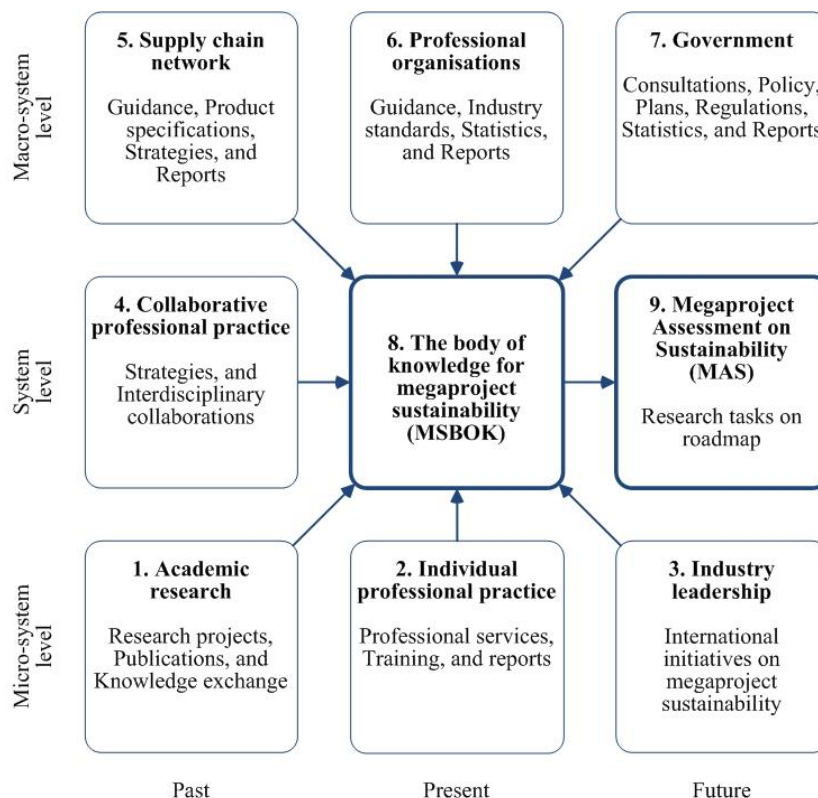 Macro-system
level
5. Supply chain
network
Guidance, Product
specifications,
Strategies, and
Reports
6. Professional
organisations
Guidance, Industry
standards, Statistics,
and Reports
7. Government
Consultations, Policy,
Plans, Regulations,
Statistics, and Reports
System
level
4. Collaborative
professional practice
Strategies, and
Interdisciplinary
collaborations
8. The body of
knowledge for
megaproject
sustainability
(MSBOK)
9. Megaproject
Assessment on
Sustainability
(MAS)
Research tasks on
roadmap
Micro-system
level
1. Academic
research
Research projects,
Publications, and
Knowledge exchange
2. Individual
professional practice
Professional services,
Training, and reports
3. Industry
leadership
International
initiatives on
megaproject
sustainability
Past
Present
Future